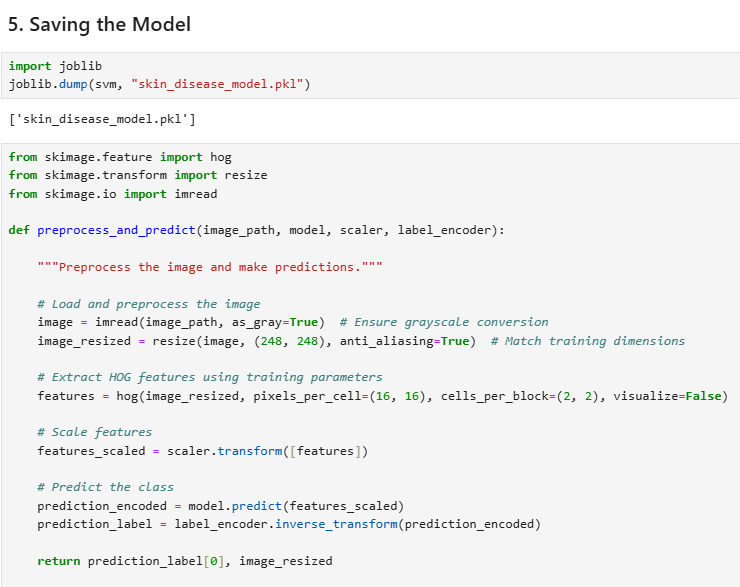 5. Saving the Model
import joblib
joblib.dump(svm, "skin_disease_model.pkl")
['skin_disease_model.pkl']
from skimage.feature import hog
from skimage.transform import resize
from skimage.io import imread
def preprocess_and_predict(image_path, model, scaler, label_encoder):
"""Preprocess the image and make predictions."""
# Load and preprocess the image
image = imread(image_path, as_gray=True)  # Ensure grayscale conversion
image_resized = resize(image, (248, 248), anti_aliasing=True)  # Match training dimensions
# Extract HOG features using training parameters
features = hog(image_resized, pixels_per_cell=(16, 16), cells_per_block=(2, 2), visualize=False)
# Scale features
features_scaled = scaler.transform([features])
# Predict the class
prediction_encoded = model.predict(features_scaled)
prediction_label = label_encoder.inverse_transform(prediction_encoded)
return prediction_label[0], image_resized